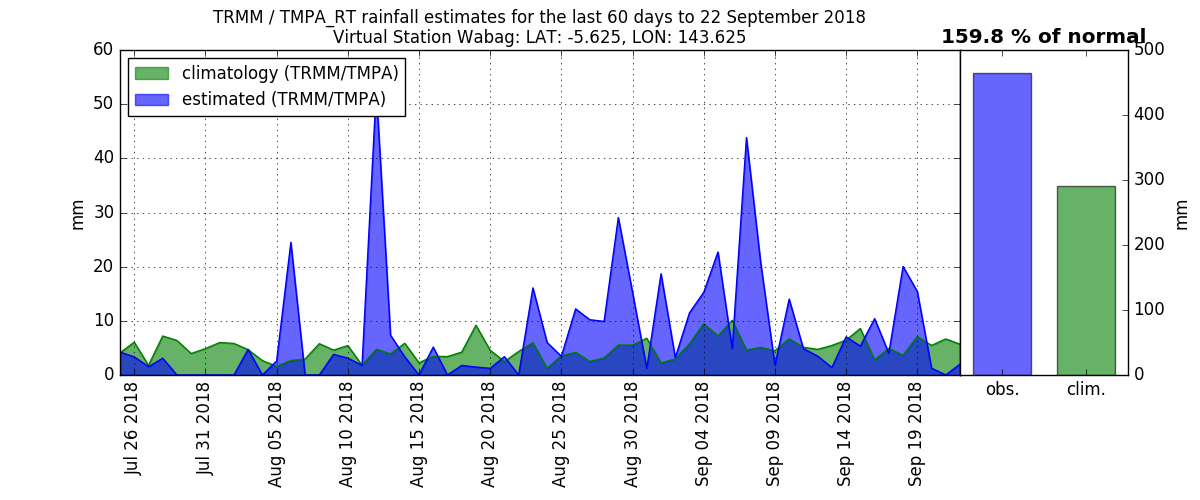 TRMM / TMPA_RT rainfall estimates for the last 60 days to 22 September 2018
Virtual Station Wabag: LAT: -5.625, LON: 143.625
159.8 % of normal
climatology (TRMM/TMPA)
estimated (TRMM/TMPA)
60
50
40
30
20
10
0
mm
Jul 26 2018
Jul 31 2018
Aug 05 2018
Aug 10 2018
Aug 15 2018
Aug 20 2018
Aug 25 2018
Aug 30 2018
Sep 04 2018
Sep 09 2018
Sep 14 2018
Sep 19 2018
obs.
clim.
500
400
300
200
100
0
mm